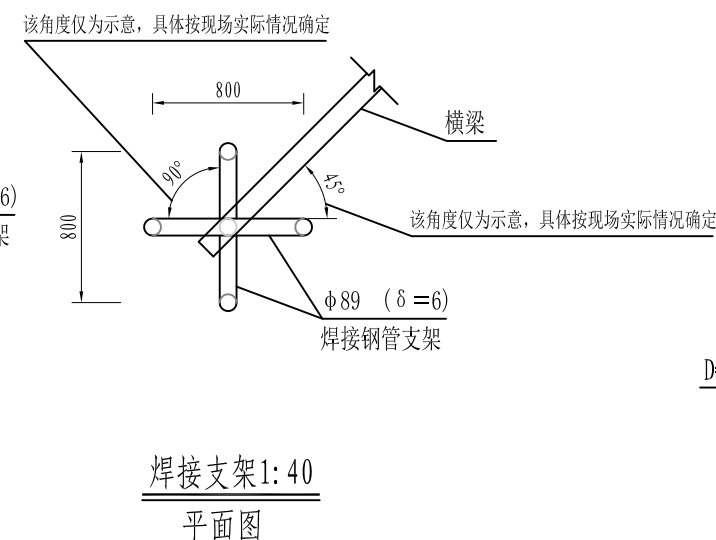 该角度仅为示意，具体按现场实际情况确定
800
横梁
90°
45°
6)
架
800
该角度仅为示意，具体按现场实际情况确定
ф89 (δ=6)
焊接钢管支架
D
焊接支架1:40
平面图